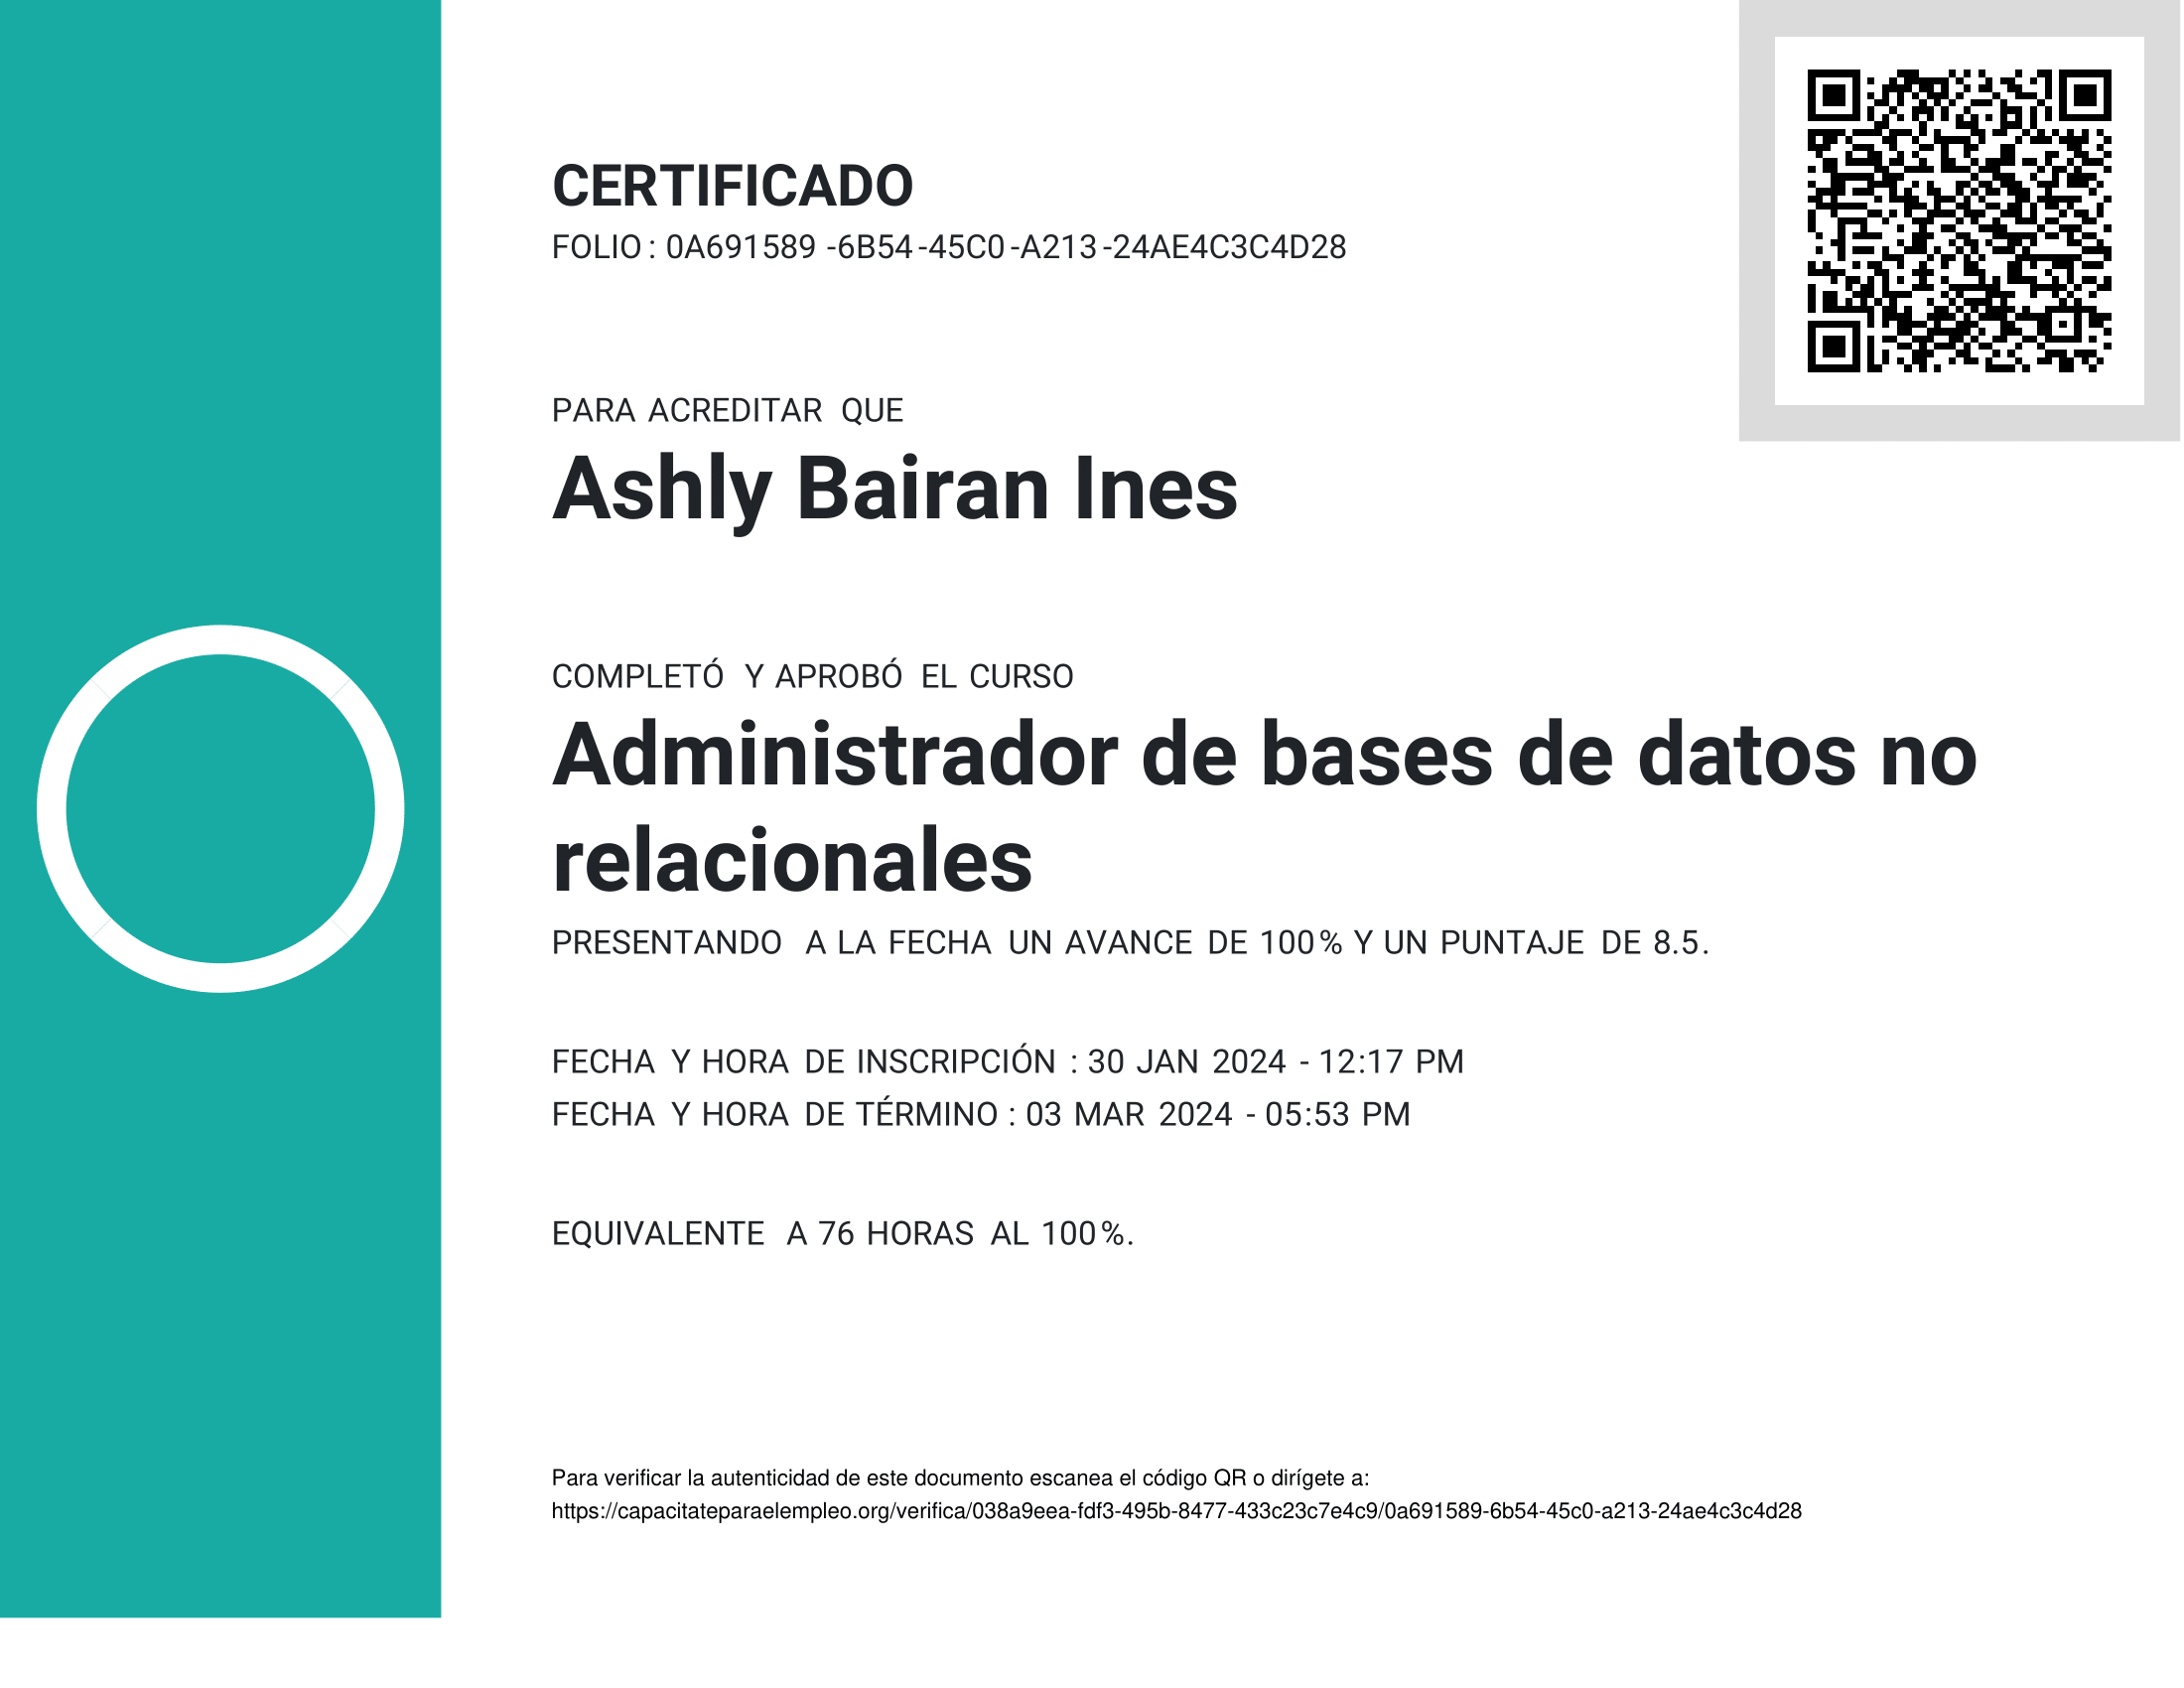 CERTIFICADO
FOLIO : 0A691589 -6B54 -45C0 -A213 -24AE4C3C4D28
PARA ACREDITAR QUE
Ashly Bairan Ines
COMPLETÓ Y APROBÓ EL CURSO
Administrador de bases de datos no
relacionales
PRESENTANDO A LA FECHA UN AVANCE DE 100% Y UN PUNTAJE DE 8.5.
FECHA Y HORA DE INSCRIPCIÓN : 30 JAN 2024 - 12:17 PM
FECHA Y HORA DE TÉRMINO : 03 MAR 2024 - 05:53 PM
EQUIVALENTE A 76 HORAS AL 100%.
Para verificar la autenticidad de este documento escanea el código QR o dirígete a:
https://capacitateparaelempleo.org/verifica/038a9eea-fdf3-495b-8477-433c23c7e4c9/0a691589-6b54-45c0-a213-24ae4c3c4d28